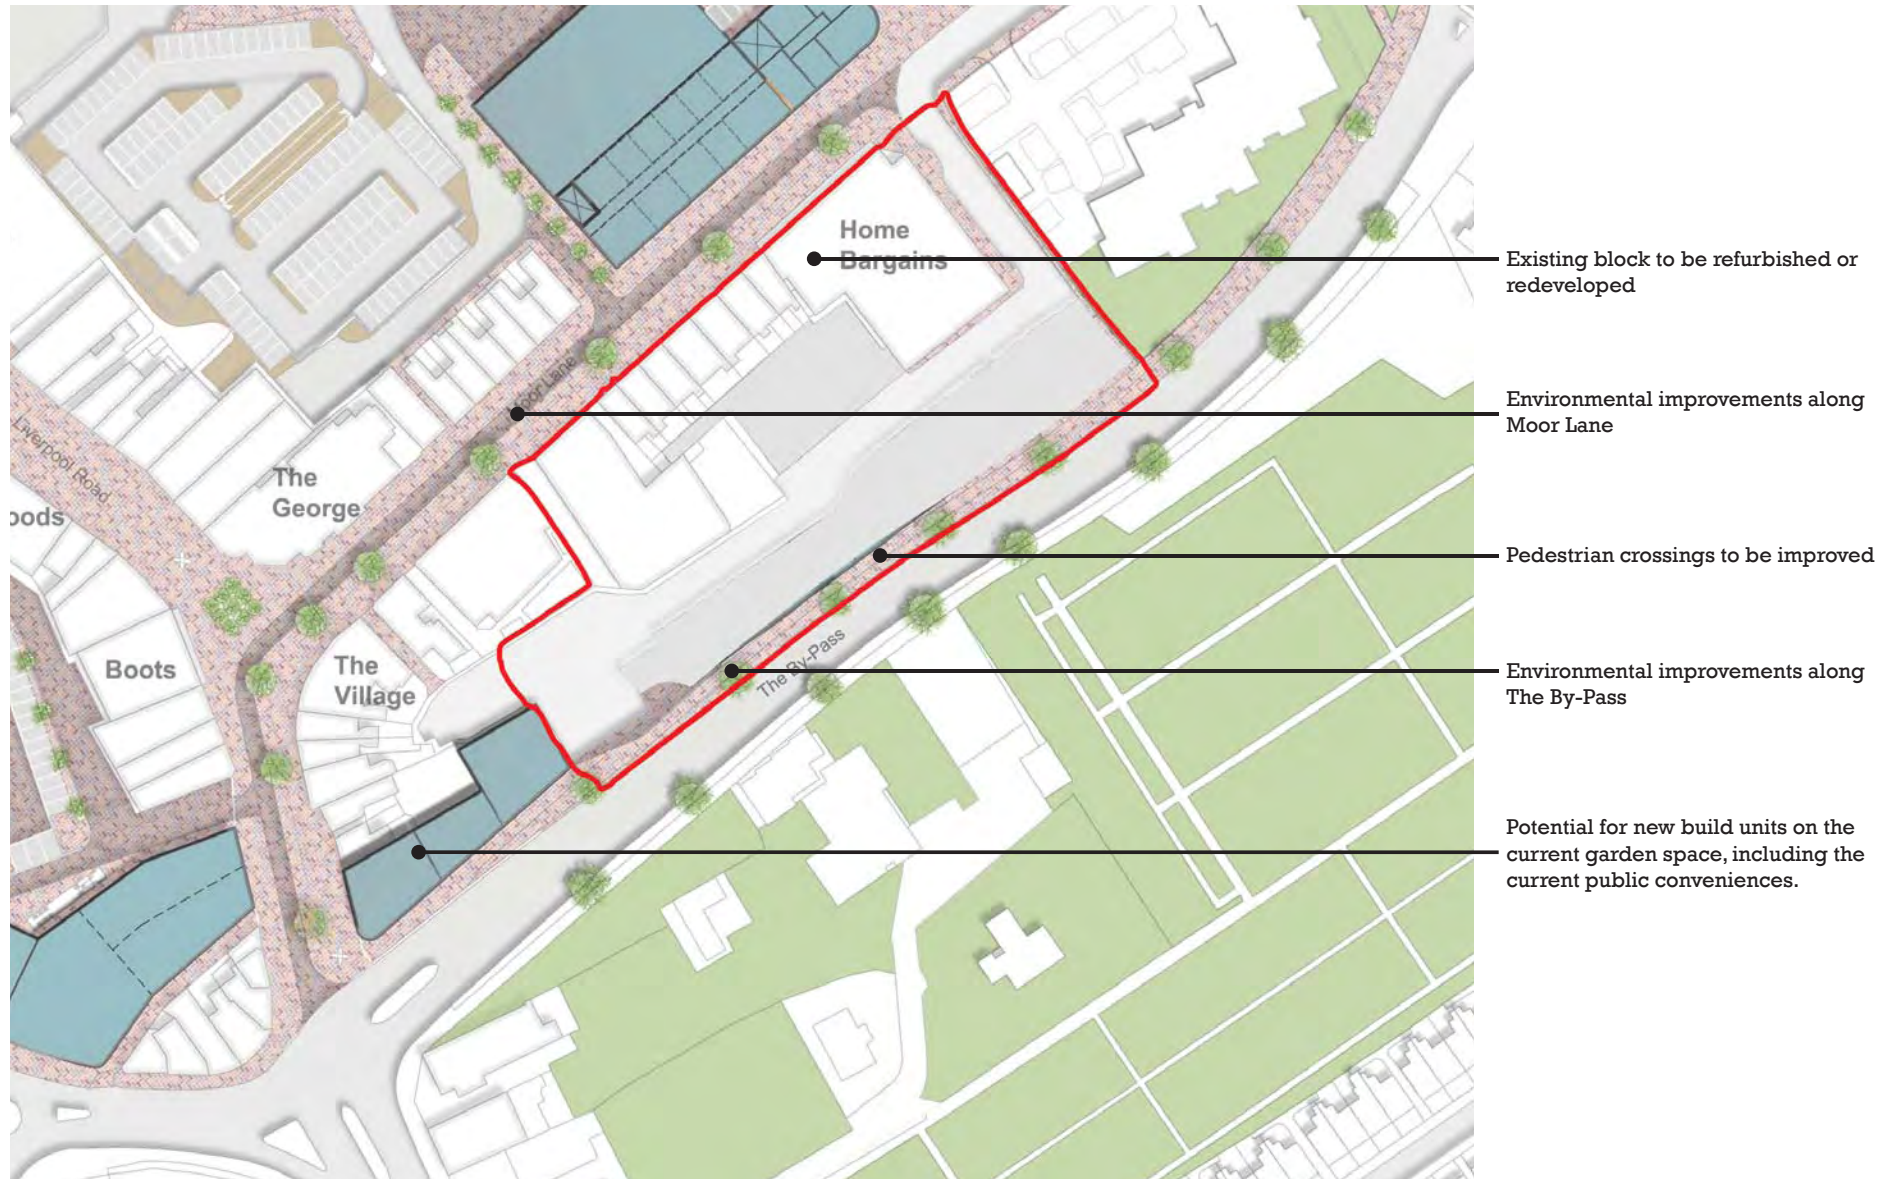 Home
Bargains
Existing block to be refurbished or
redeveloped
Moor Lane
Environmental improvements along
Moor Lane
Liverpool Road
The
George
oods
Pedestrian crossings to be improved
The By-Pass
Boots
The
Village
Environmental improvements along
The By-Pass
Potential for new build units on the
current garden space, including the
current public conveniences.